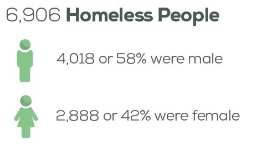 6,906 Homeless People
4,018 or 58% were male
2,888 or 42% were female